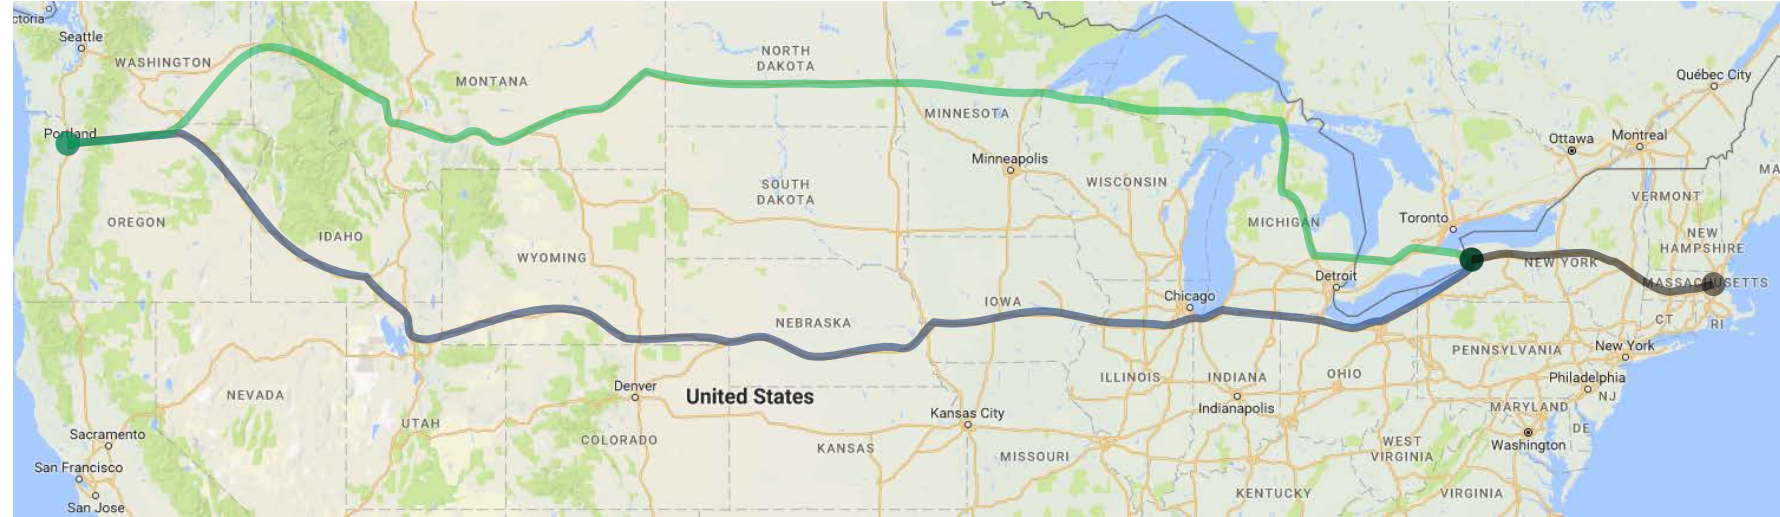 ctoria
Seattle
WASHINGTON
MONTANA
NORTH
DAKOTA
MINNESOTA
Québec City
Ottawa
Montreal
Portland
Minneapolis
SOUTH
DAKOTA
WISCONSIN
VERMONT
MA
OREGON
IDAHO
WYOMING
MICHIGAN
Toronto
NEW
HAMPSHIRE
NEW YORK
Detroit
MASSACHUSETTS
Chicago
IOWA
NEBRASKA
CT
RI
New York
PENNSYLVANIA
Denver
United States
ILLINOIS
INDIANA
OHIO
Philadelphia
NJ
NEVADA
UTAH
Kansas City
Indianapolis
MARYLAND
DE
Sacramento
COLORADO
KANSAS
MISSOURI
WEST
VIRGINIA
Washington
San Francisco
San Jose
KENTUCKY
VIRGINIA